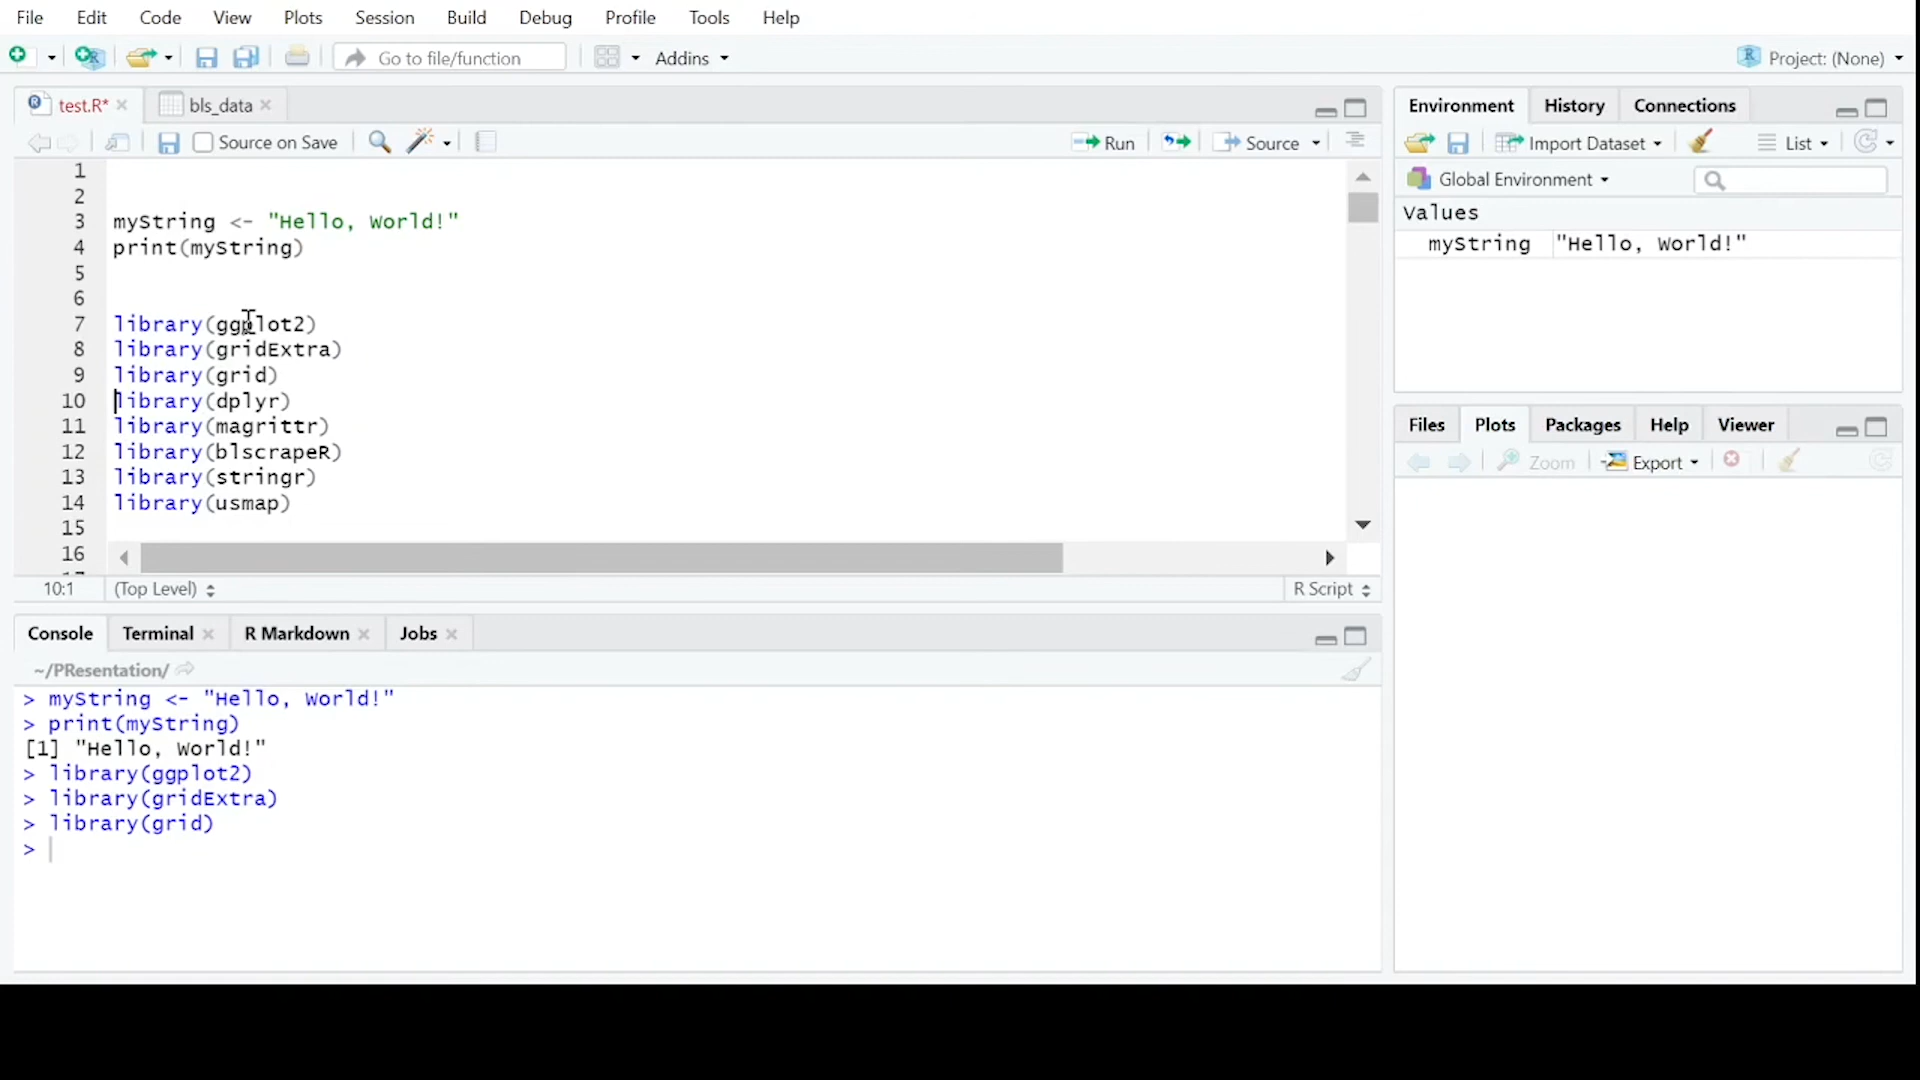 File Edit Code View Plots Session Build Debug Profile Tools Help
Go to file/function Addins Project: (None)
test.R* bls_data
Source on Save Run Source
1
2
3 myString <- "Hello, World!"
4 print(myString)
5
6
7 library(ggplot2)
8 library(gridExtra)
9 library(grid)
10 library(dplyr)
11 library(magrittr)
12 library(blscrapeR)
13 library(stringr)
14 library(usmap)
15
16
10:1 (Top Level) R Script
Console Terminal R Markdown Jobs
~/PResentation/
> myString <- "Hello, World!"
> print(myString)
[1] "Hello, World!"
> library(ggplot2)
> library(gridExtra)
> library(grid)
>
Environment History Connections
Import Dataset List
Global Environment
Values
myString "Hello, World!"
Files Plots Packages Help Viewer
Zoom Export